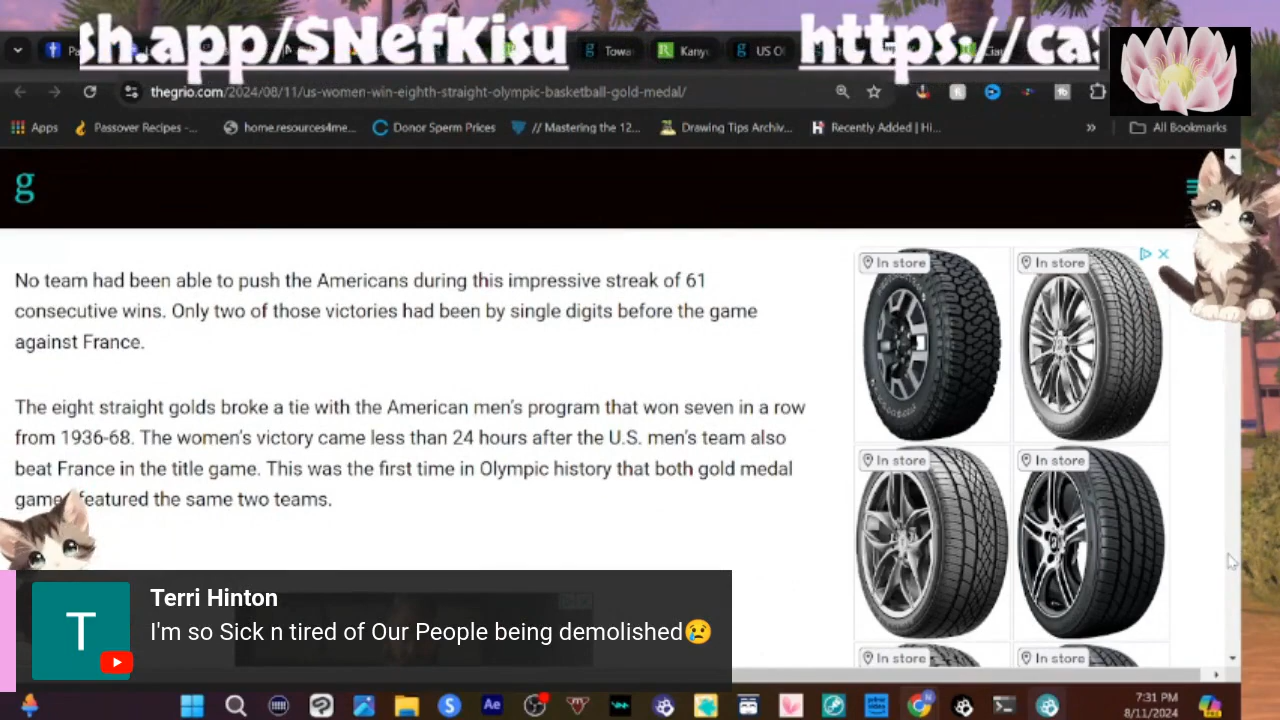 sh.app/$NefKisu
https://cas
Towa
Kany
US O
thegrio.com/2024/08/11/us-women-win-eighth-straight-olympic-basketball-gold-medal/
Apps
Passover Recipes -...
home.resources4me...
Donor Sperm Prices
// Mastering the 12...
Drawing Tips Archiv...
Recently Added | Hi...
»
All Bookmarks
g
No team had been able to push the Americans during this impressive streak of 61
consecutive wins. Only two of those victories had been by single digits before the game
against France.
The eight straight golds broke a tie with the American men's program that won seven in a row
from 1936-68. The women's victory came less than 24 hours after the U.S. men's team also
beat France in the title game. This was the first time in Olympic history that both gold medal
game featured the same two teams.
In store
In store
In store
In store
In store
In store
T
Terri Hinton
I'm so Sick n tired of Our People being demolished😢
7:31 PM
8/11/2024